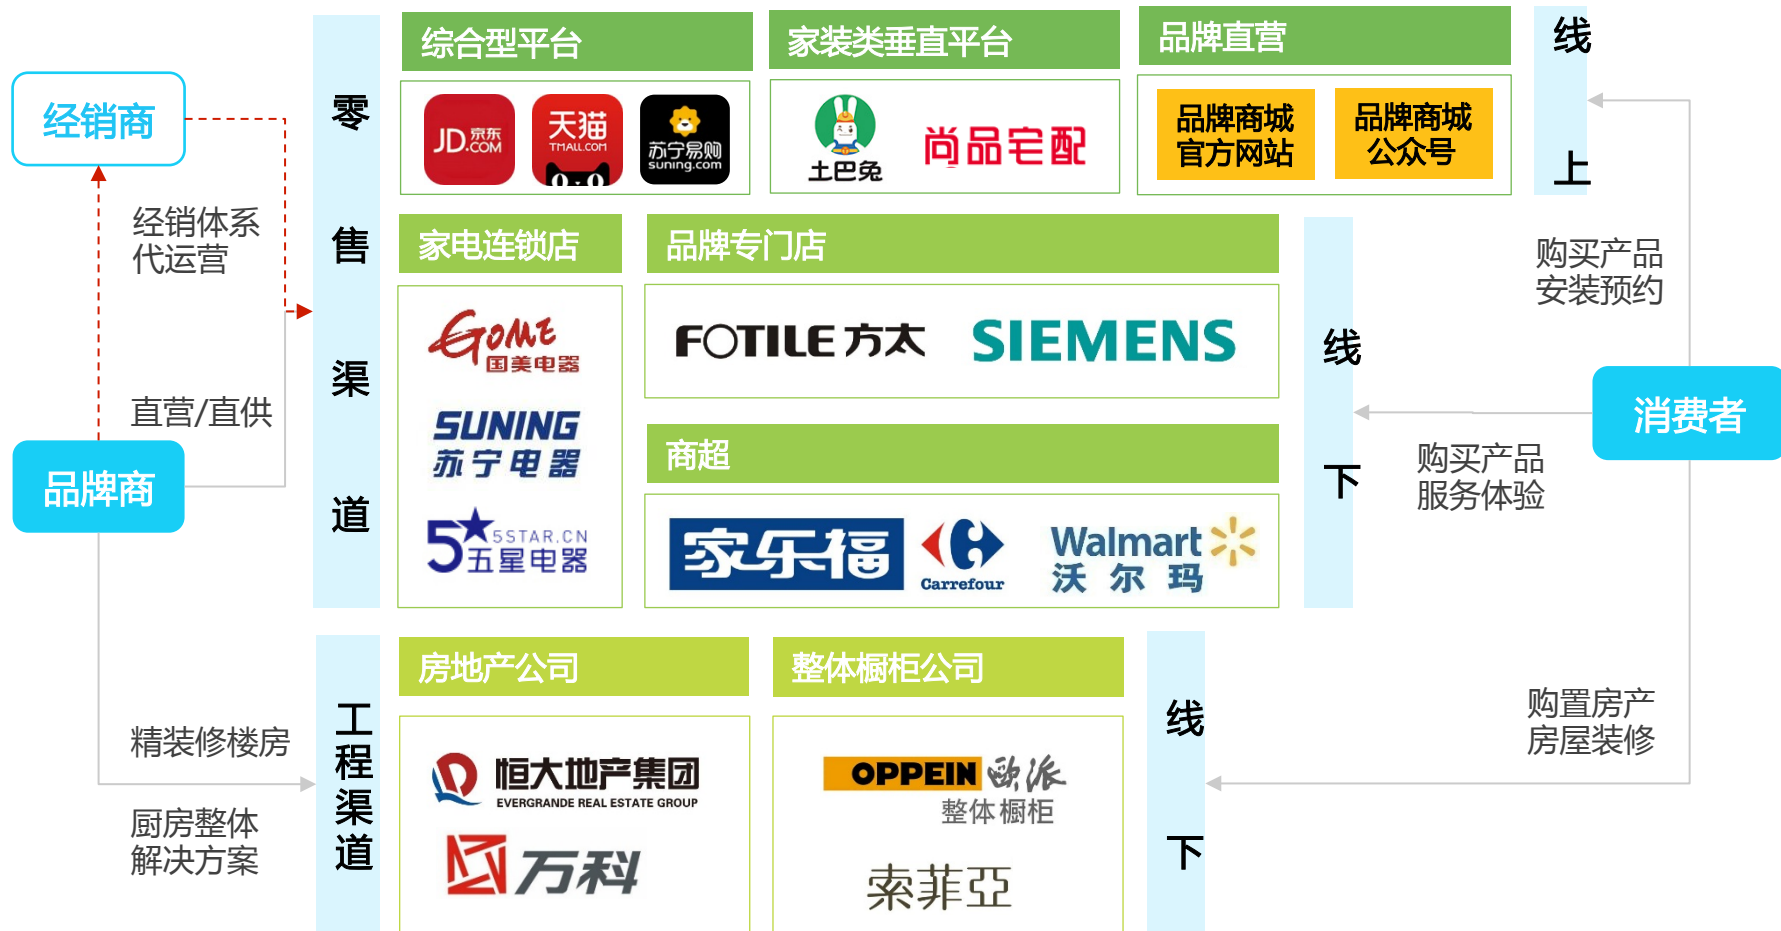 经销商
经销体系
代运营
直营/直供
品牌商
精装修楼房
厨房整体
解决方案
零售渠道
综合型平台
JD.京东
.COM
天猫
TMALL.COM
苏宁易购
suning.com
家装类垂直平台
土巴兔
尚品宅配
品牌直营
品牌商城
官方网站
品牌商城
公众号
线上
家电连锁店
GOME
国美电器
SUNING
苏宁电器
5STAR.CN
五星电器
品牌专门店
FOTILE 方太
SIEMENS
商超
家乐福
Carrefour
Walmart
沃尔玛
线下
工程渠道
房地产公司
恒大地产集团
EVERGRANDE REAL ESTATE GROUP
万科
整体橱柜公司
OPPEIN 欧派
整体橱柜
索菲亞
线下
购买产品
安装预约
消费者
购买产品
服务体验
购置房产
房屋装修